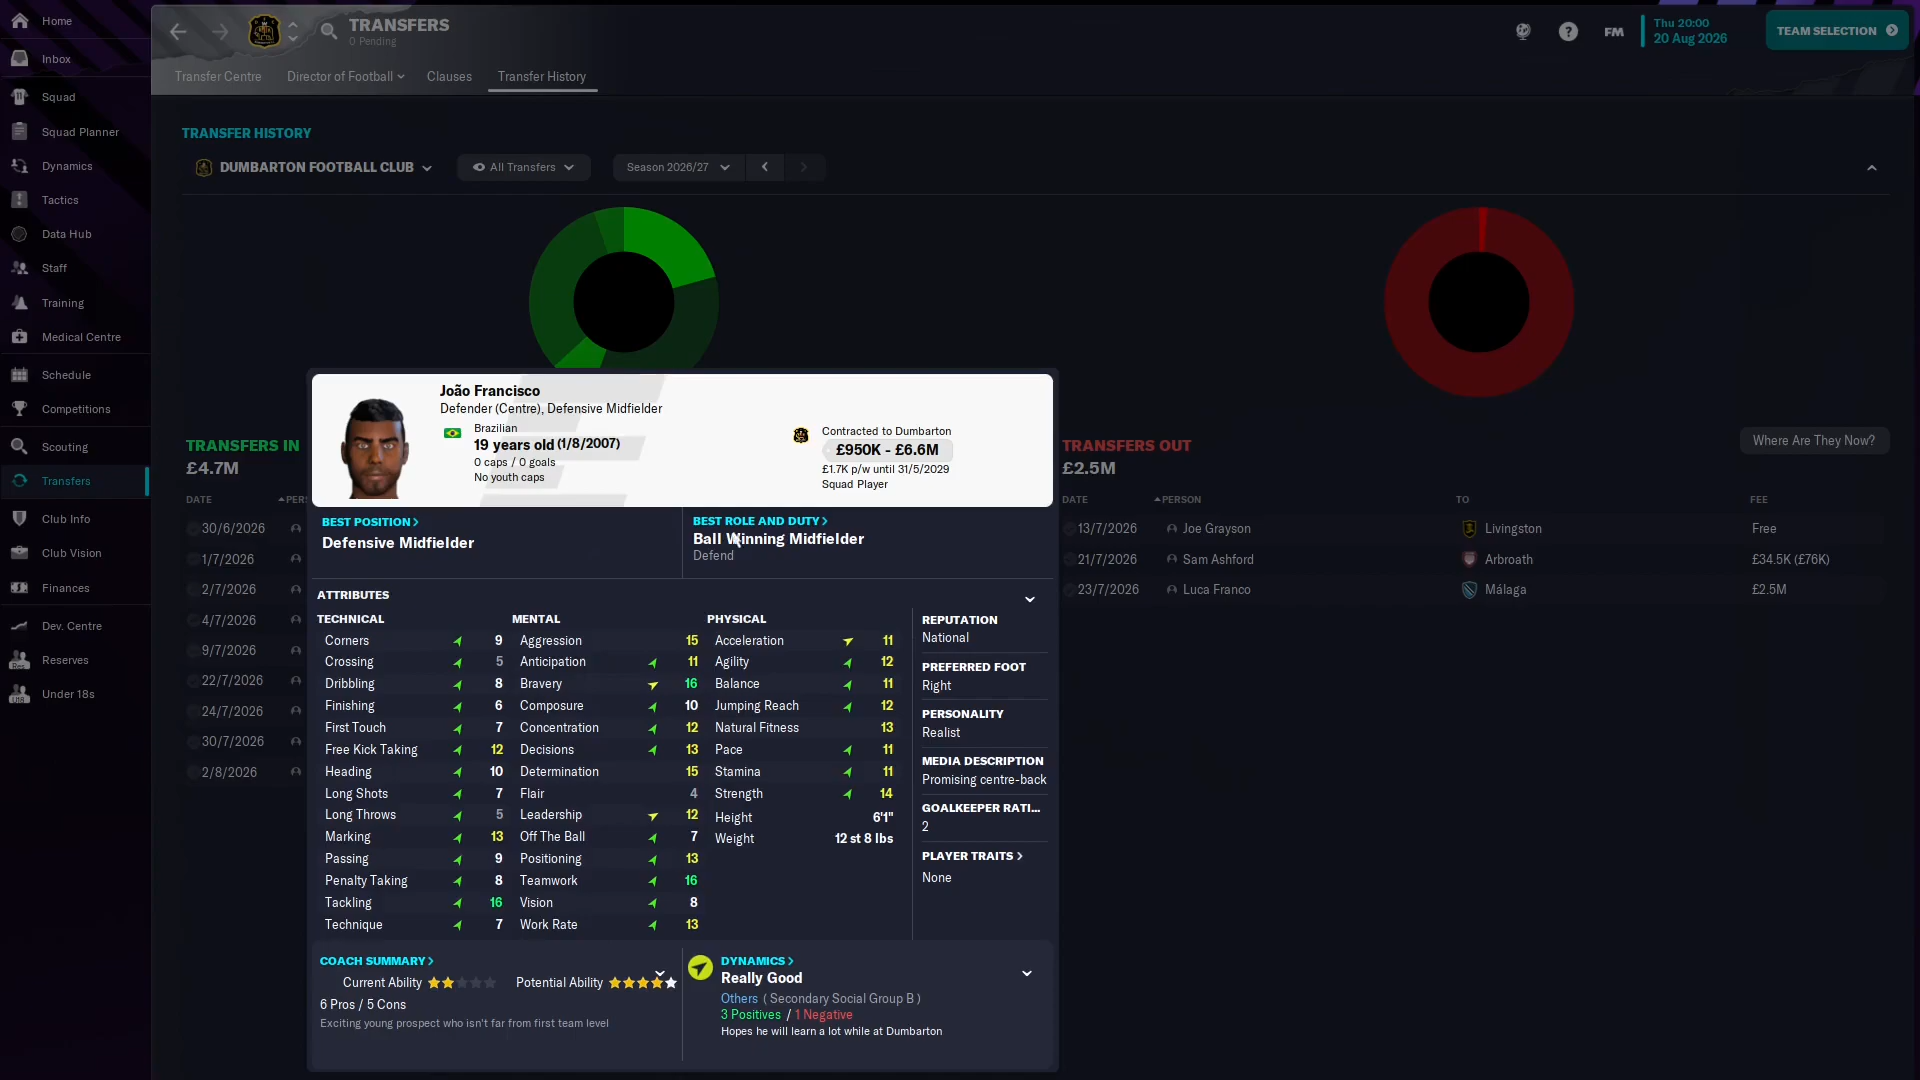 Home
Inbox
Squad
Squad Planner
Dynamics
Tactics
Data Hub
Staff
Training
Medical Centre
Schedule
Competitions
Scouting
Transfers
Club Info
Club Vision
Finances
Dev. Centre
Reserves
Under 18s
TRANSFERS
0 Pending
FM
Thu 20:00
20 Aug 2026
TEAM SELECTION
Transfer Centre Director of Football Clauses Transfer History
TRANSFER HISTORY
DUMBARTON FOOTBALL CLUB All Transfers Season 2026/27
TRANSFERS IN
£4.7M
DATE PERS
30/6/2026
1/7/2026
2/7/2026
4/7/2026
9/7/2026
22/7/2026
24/7/2026
30/7/2026
2/8/2026
João Francisco
Defender (Centre), Defensive Midfielder
Brazilian
19 years old (1/8/2007)
0 caps / 0 goals
No youth caps
Contracted to Dumbarton
£950K - £6.6M
£1.7K p/w until 31/5/2029
Squad Player
BEST POSITION
Defensive Midfielder
BEST ROLE AND DUTY
Ball Winning Midfielder
Defend
ATTRIBUTES
TECHNICAL
Corners 9
Crossing 5
Dribbling 8
Finishing 6
First Touch 7
Free Kick Taking 12
Heading 10
Long Shots 7
Long Throws 5
Marking 13
Passing 9
Penalty Taking 8
Tackling 16
Technique 7
MENTAL
Aggression 15
Anticipation 11
Bravery 16
Composure 10
Concentration 12
Decisions 13
Determination 15
Flair 4
Leadership 12
Off The Ball 7
Positioning 13
Teamwork 16
Vision 8
Work Rate 13
PHYSICAL
Acceleration 11
Agility 12
Balance 11
Jumping Reach 12
Natural Fitness 13
Pace 11
Stamina 11
Strength 14
Height 6'1"
Weight 12 st 8 lbs
REPUTATION
National
PREFERRED FOOT
Right
PERSONALITY
Realist
MEDIA DESCRIPTION
Promising centre-back
GOALKEEPER RATI...
2
PLAYER TRAITS
None
COACH SUMMARY
Current Ability Potential Ability
6 Pros / 5 Cons
Exciting young prospect who isn't far from first team level
DYNAMICS
Really Good
Others ( Secondary Social Group B )
3 Positives / 1 Negative
Hopes he will learn a lot while at Dumbarton
TRANSFERS OUT
£2.5M
Where Are They Now?
DATE PERSON TO FEE
13/7/2026 Joe Grayson Livingston Free
21/7/2026 Sam Ashford Arbroath £34.5K (£76K)
23/7/2026 Luca Franco Málaga £2.5M